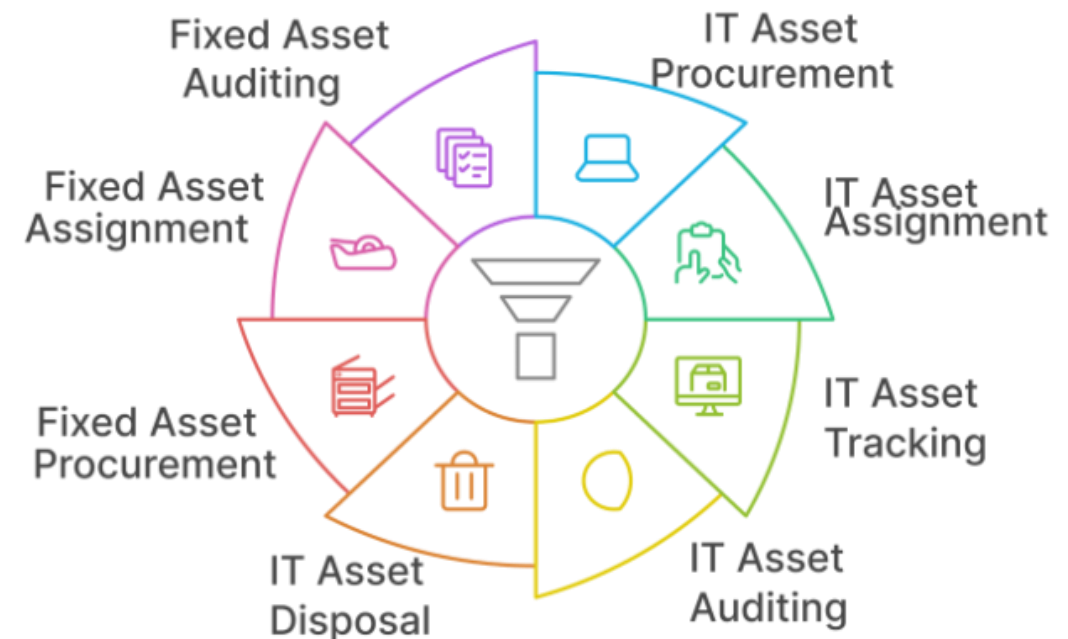 Fixed Asset
Auditing
IT Asset
Procurement
Fixed Asset
Assignment
IT Asset
Assignment
IT Asset
Tracking
Fixed Asset
Procurement
IT Asset
Auditing
IT Asset
Disposal